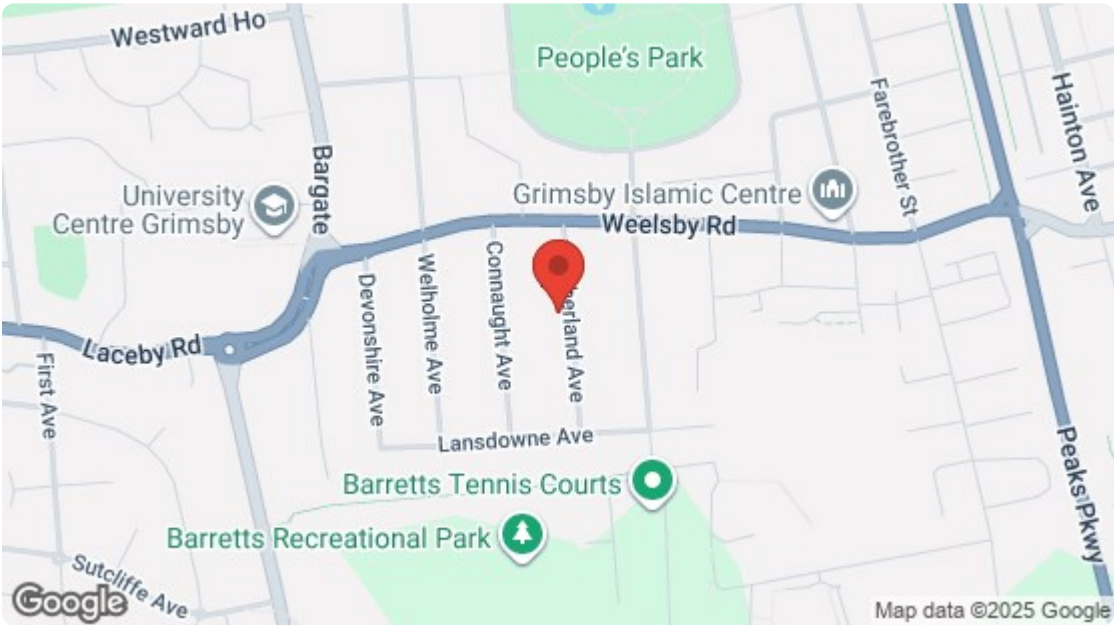 Westward Ho
People's Park
Farebrother St
Hainton Ave
Bargate
University
Centre Grimsby
Grimsby Islamic Centre
Weelsby Rd
Devonshire Ave
Welholme Ave
Connaught Ave
erland Ave
Laceby Rd
First Ave
Lansdowne Ave
Peaks Pkwy
Barretts Tennis Courts
Barretts Recreational Park
Sutcliffe Ave
Google
Map data ©2025 Google